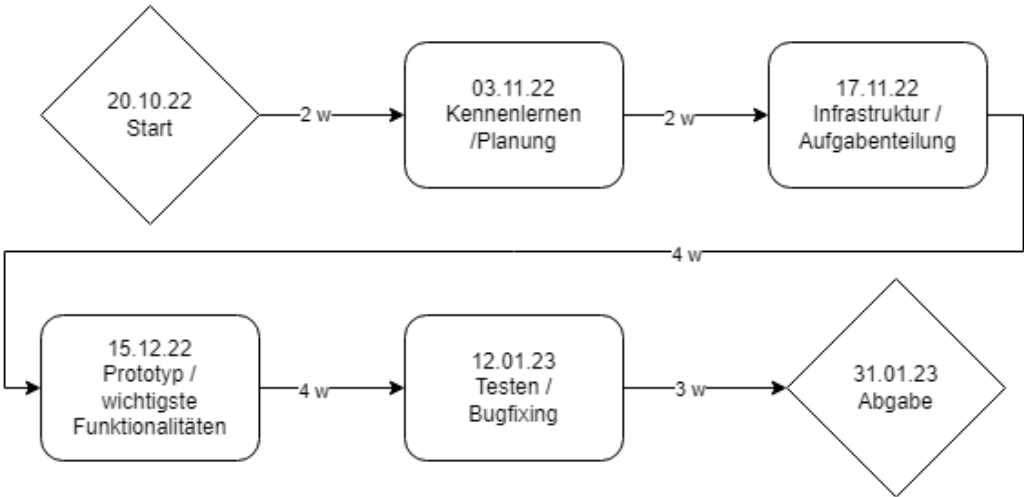 20.10.22
Start
2 w
03.11.22
Kennenlernen
/Planung
2 w
17.11.22
Infrastruktur /
Aufgabenteilung
4 w
15.12.22
Prototyp /
wichtigste
Funktionalitäten
4 w
12.01.23
Testen /
Bugfixing
3 w
31.01.23
Abgabe